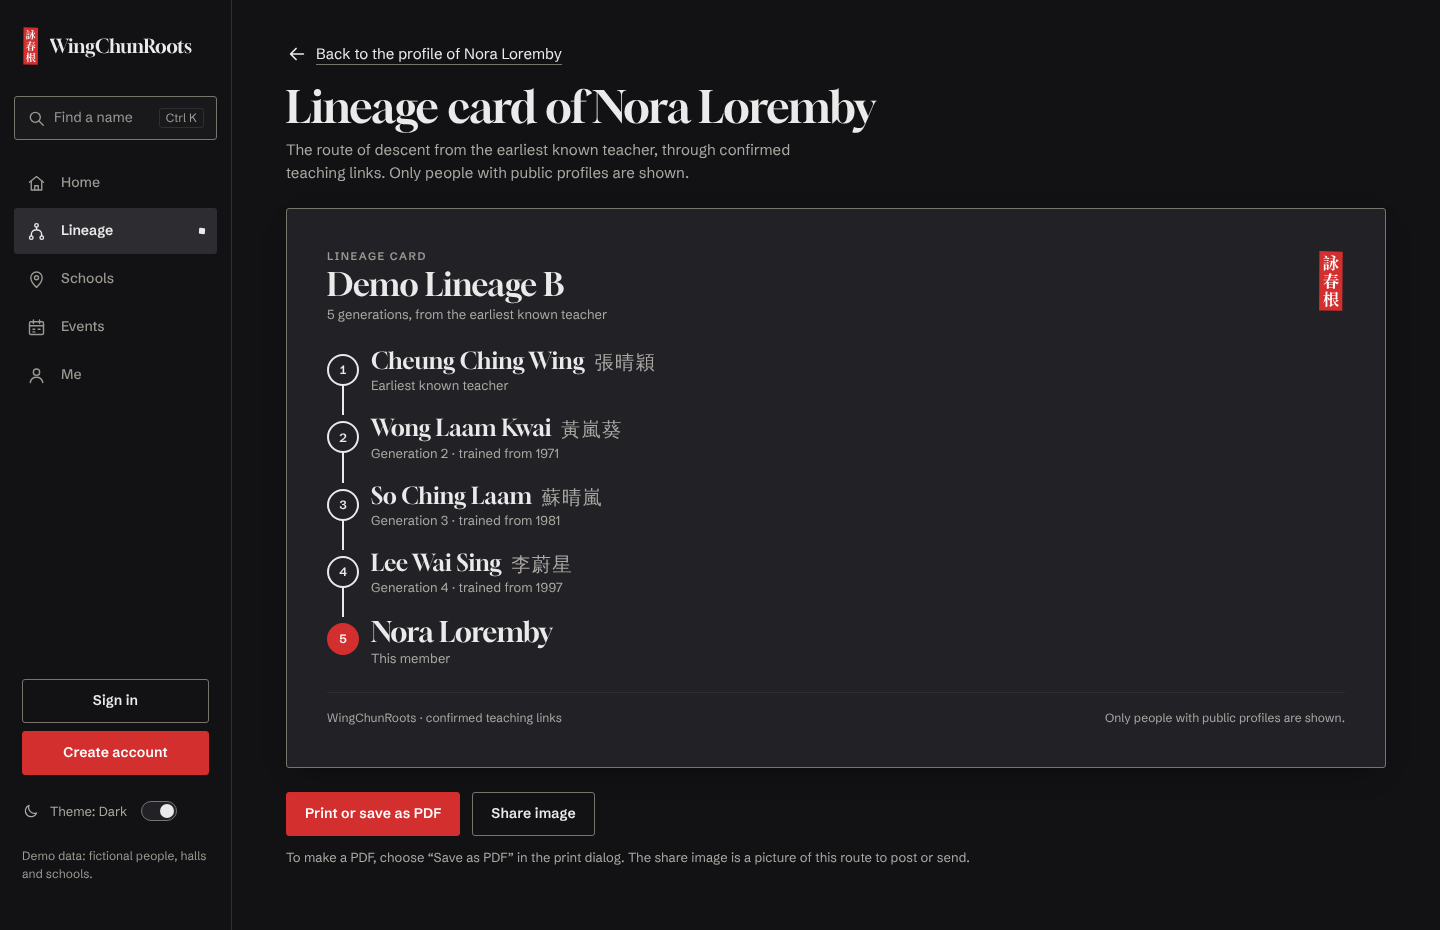 詠春根
WingChunRoots
Find a name
Ctrl K
Home
Lineage
Schools
Events
Me
Sign in
Create account
Theme: Dark
Demo data: fictional people, halls
and schools.
Back to the profile of Nora Loremby
Lineage card of Nora Loremby
The route of descent from the earliest known teacher, through confirmed
teaching links. Only people with public profiles are shown.
LINEAGE CARD
Demo Lineage B
5 generations, from the earliest known teacher
詠春根
1
Cheung Ching Wing 張晴穎
Earliest known teacher
2
Wong Laam Kwai 黃嵐葵
Generation 2 · trained from 1971
3
So Ching Laam 蘇晴嵐
Generation 3 · trained from 1981
4
Lee Wai Sing 李蔚星
Generation 4 · trained from 1997
5
Nora Loremby
This member
WingChunRoots · confirmed teaching links
Only people with public profiles are shown.
Print or save as PDF
Share image
To make a PDF, choose “Save as PDF” in the print dialog. The share image is a picture of this route to post or send.